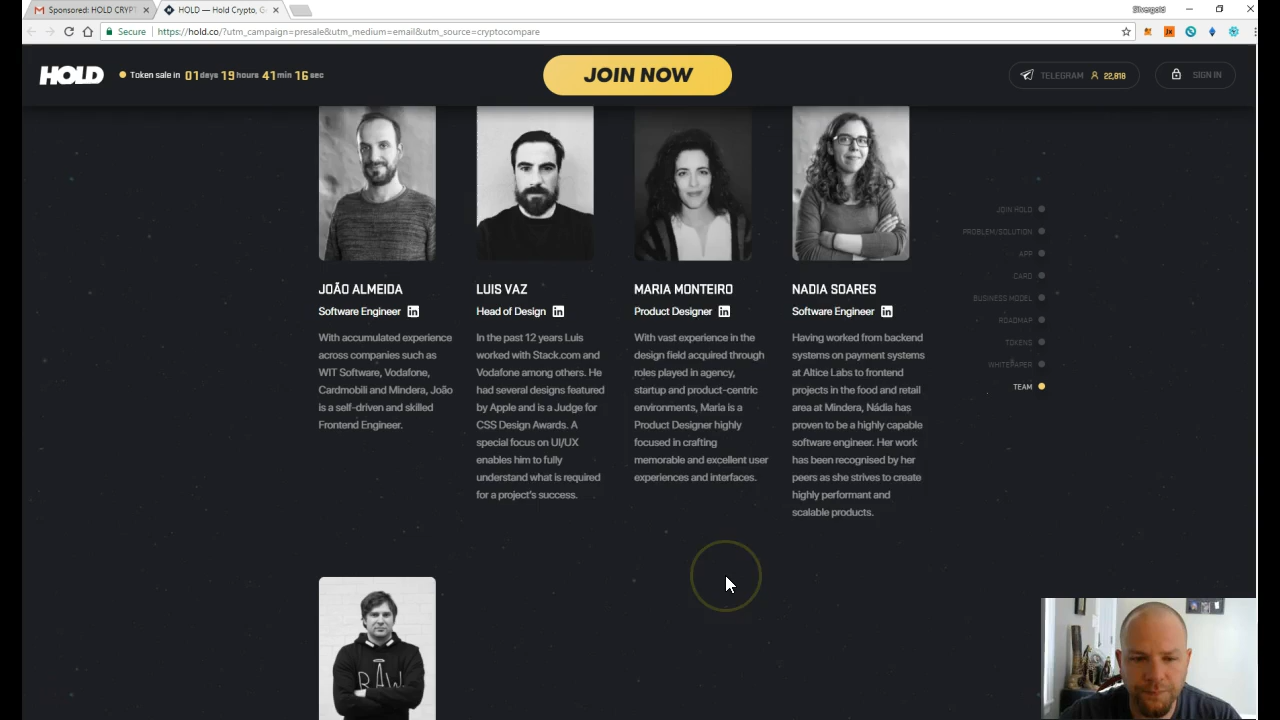 Sponsored: HOLD CRYPT
HOLD — Hold Crypto, G
Silvergold
Secure
https://hold.co/?utm_campaign=presale&utm_medium=email&utm_source=cryptocompare
HOLD
Token sale in 01days 19hours 41min 16sec
JOIN NOW
TELEGRAM 22,818
SIGN IN
JOIN HOLD
PROBLEM/SOLUTION
APP
CARD
BUSINESS MODEL
ROADMAP
TOKENS
WHITEPAPER
TEAM
JOÃO ALMEIDA
Software Engineer in
With accumulated experience
across companies such as
WIT Software, Vodafone,
Cardmobili and Mindera, João
is a self-driven and skilled
Frontend Engineer.
LUIS VAZ
Head of Design in
In the past 12 years Luis
worked with Stack.com and
Vodafone among others. He
had several designs featured
by Apple and is a Judge for
CSS Design Awards. A
special focus on UI/UX
enables him to fully
understand what is required
for a project's success.
MARIA MONTEIRO
Product Designer in
With vast experience in the
design field acquired through
roles played in agency,
startup and product-centric
environments, Maria is a
Product Designer highly
focused in crafting
memorable and excellent user
experiences and interfaces.
NADIA SOARES
Software Engineer in
Having worked from backend
systems on payment systems
at Altice Labs to frontend
projects in the food and retail
area at Mindera, Nádia has
proven to be a highly capable
software engineer. Her work
has been recognised by her
peers as she strives to create
highly performant and
scalable products.
RAW